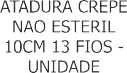 ATADURA CREPE
NAO ESTERIL
10CM 13 FIOS -
UNIDADE